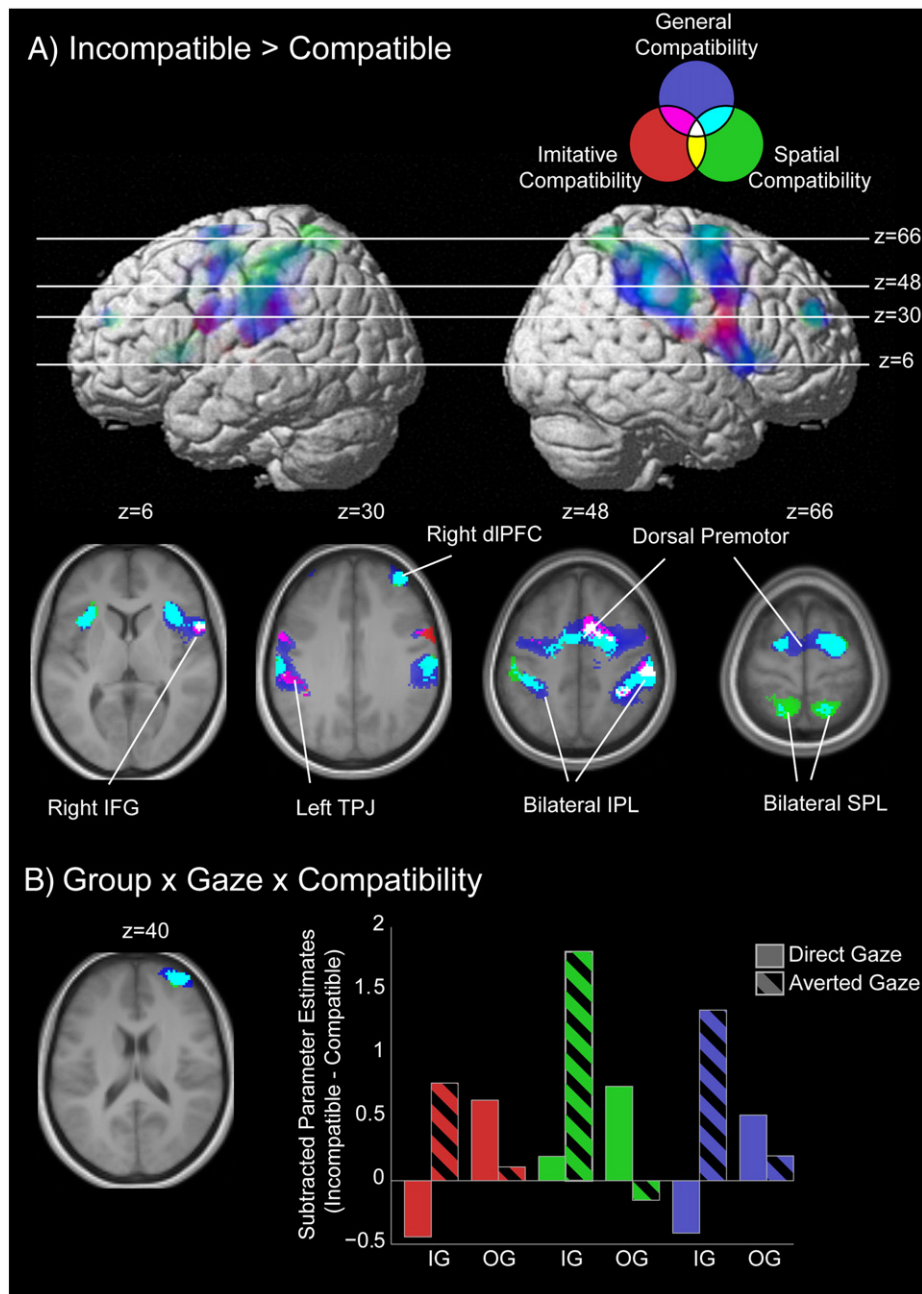 A) Incompatible > Compatible
General
Compatibility
Imitative
Compatibility
Spatial
Compatibility
z=66
z=48
z=30
z=6
z=6
z=30
z=48
z=66
Right dlPFC
Dorsal Premotor
Right IFG
Left TPJ
Bilateral IPL
Bilateral SPL
B) Group x Gaze x Compatibility
z=40
Subtracted Parameter Estimates
(Incompatible - Compatible)
2
1.5
1
0.5
0
−0.5
Direct Gaze
Averted Gaze
IG OG IG OG IG OG